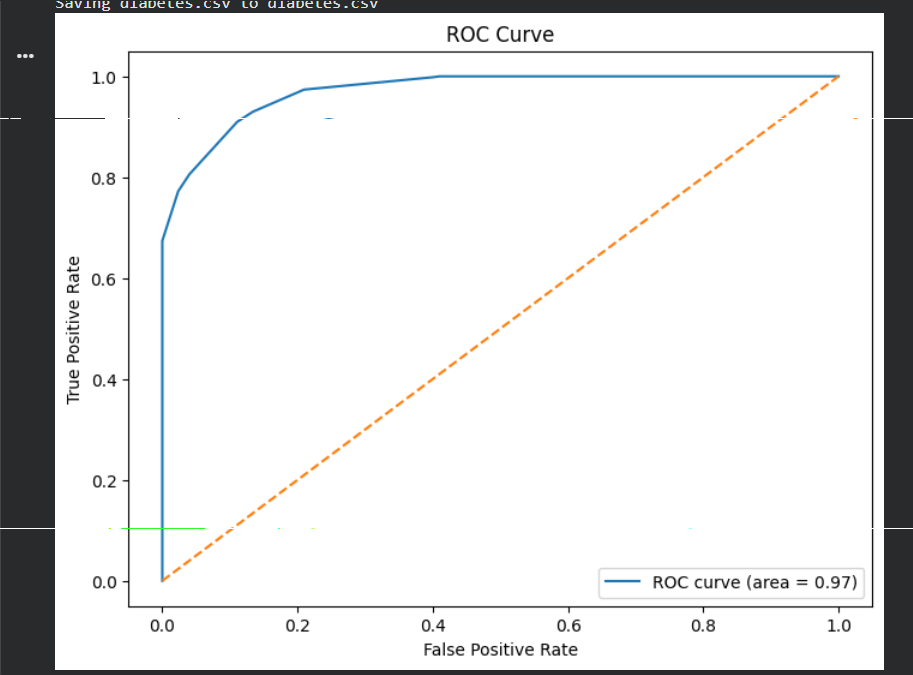 Saving diabetes.csv to diabetes.csv
ROC Curve
1.0
0.8
0.6
0.4
0.2
0.0
True Positive Rate
ROC curve (area = 0.97)
0.0 0.2 0.4 0.6 0.8 1.0
False Positive Rate